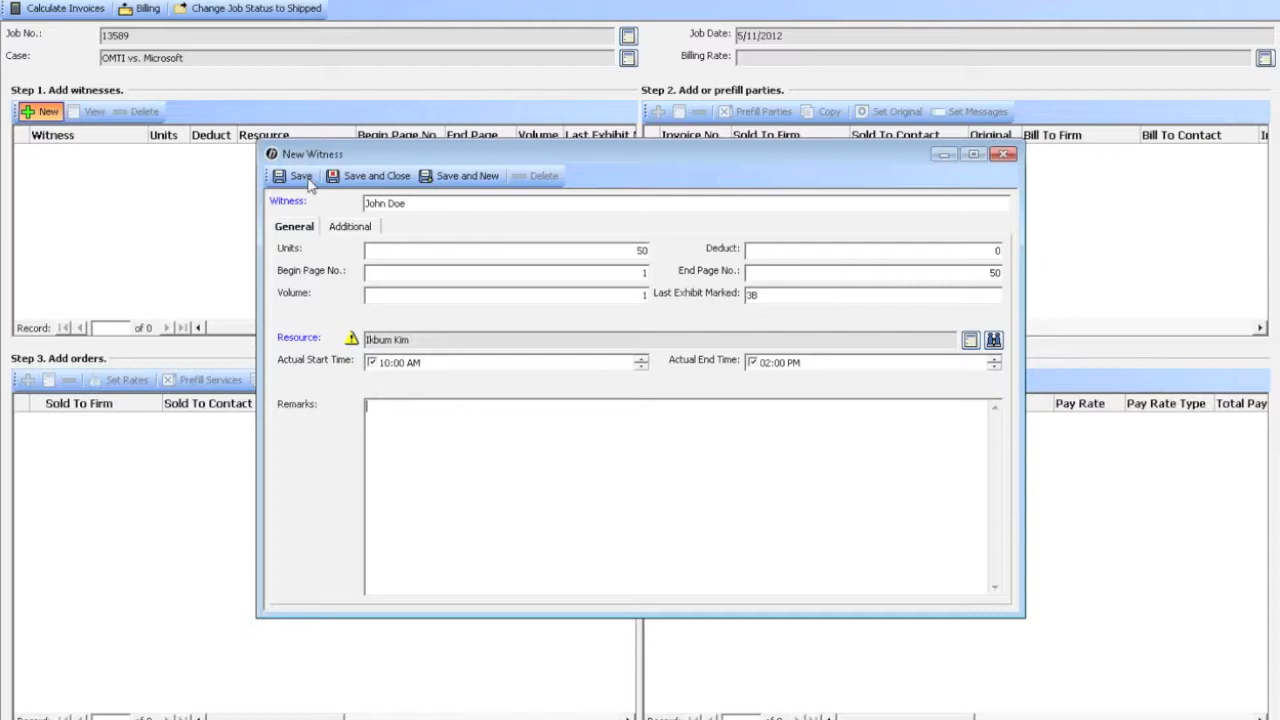 Calculate Invoices Billing Change Job Status to Shipped
Job No.: 13589 Job Date: 5/11/2012
Case: OMTI vs. Microsoft Billing Rate:
Step 1. Add witnesses. Step 2. Add or prefill parties.
New View Delete Prefill Parties Copy Set Original Set Messages
Witness Units Deduct Resource Begin Page No. End Page Volume Last Exhibit Invoice No. Sold To Firm Sold To Contact Original Bill To Firm Bill To Contact
New Witness
Save Save and Close Save and New Delete
Witness: John Doe
General Additional
Units: 50 Deduct: 0
Begin Page No.: 1 End Page No.: 50
Volume: 1 Last Exhibit Marked: 3B
Record: of 0
Resource: Ikbum Kim
Step 3. Add orders.
Actual Start Time: 10:00 AM Actual End Time: 02:00 PM
Set Rates Prefill Services
Sold To Firm Sold To Contact Remarks: Pay Rate Pay Rate Type Total Pay